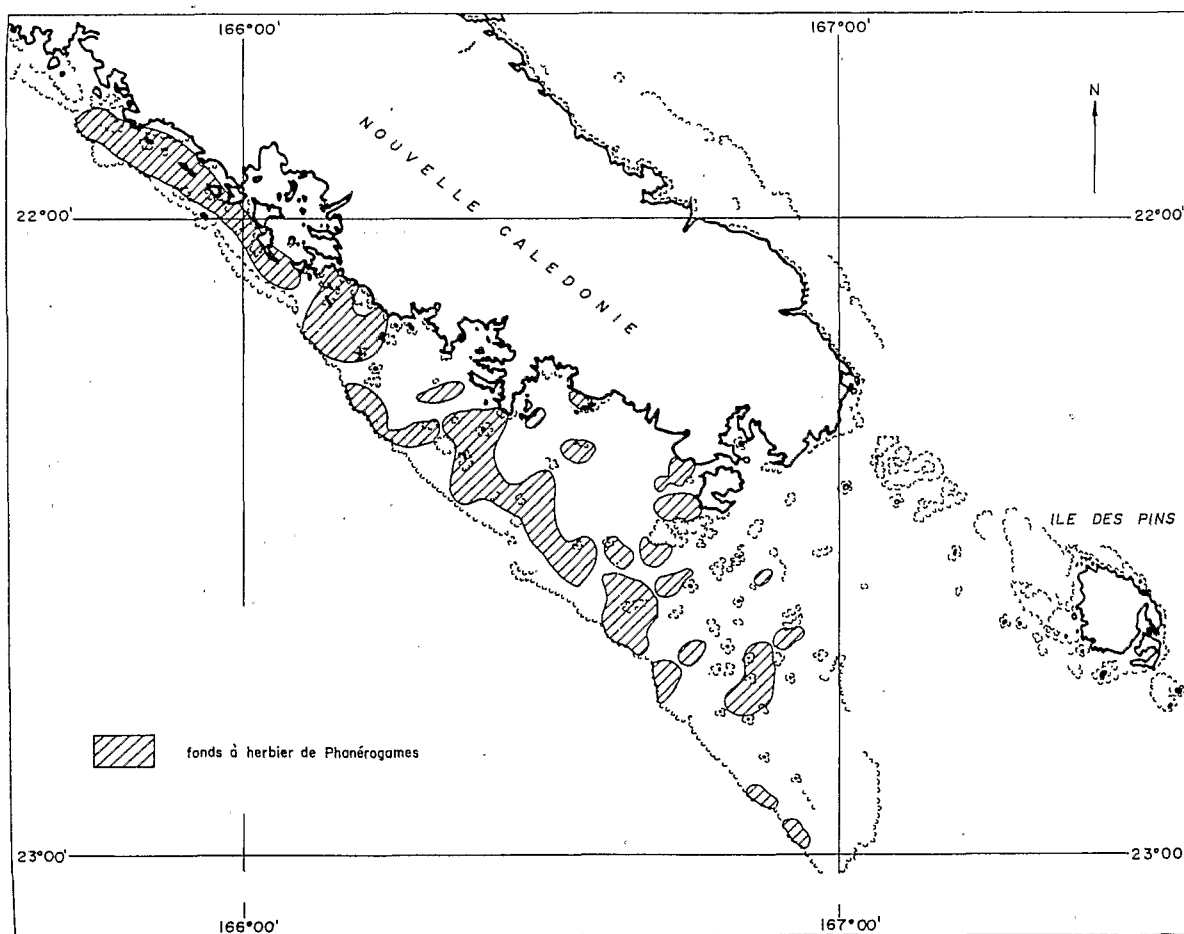 166°00'
167°00'
N
NOUVELLE CALEDONIE
22°00'
22°00'
ILE DES PINS
fonds à herbier de Phanérogames
23°00'
23°00'
166°00'
167°00'